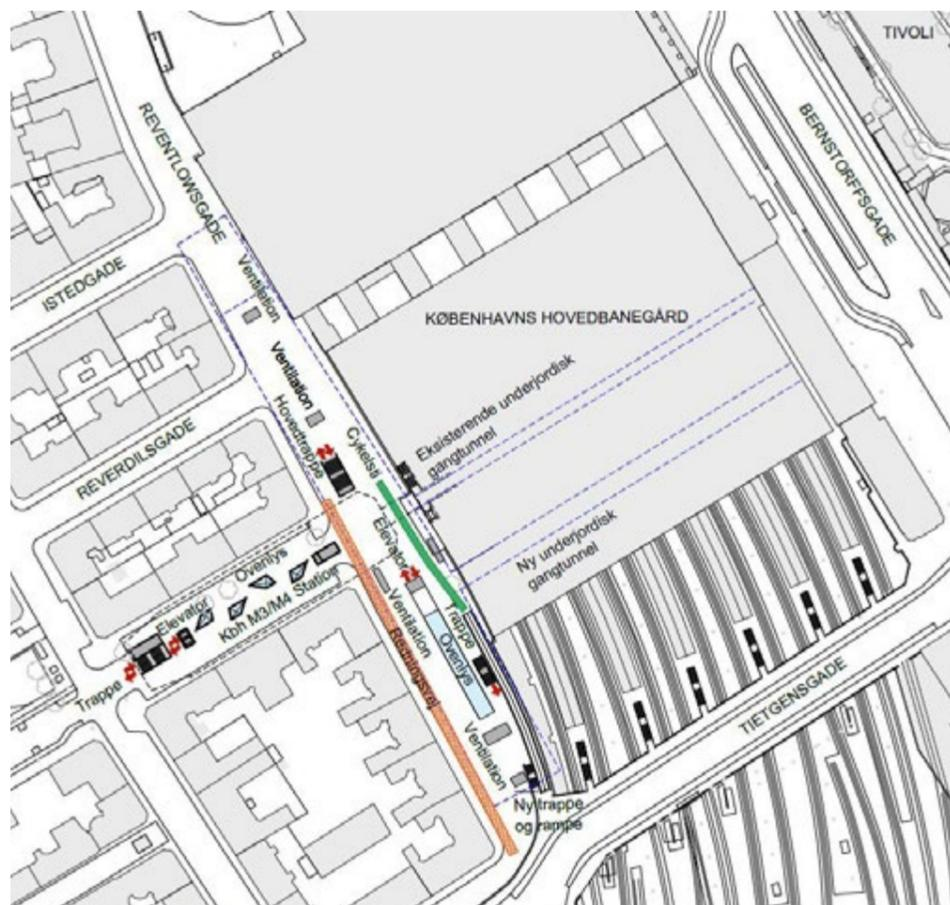 TIVOLI
REVENTLOWSGADE
BERNSTORFFSGADE
ISTEDGADE
Ventilation
KØBENHAVNS HOVEDBANEGÅRD
Ventilation
Hovedtrappe
Cykelsti
Eksisterende underjordisk
gangtunnel
REVERDILSGADE
Elevator
Ny underjordisk
gangtunnel
Ovenlys
Elevator
Kbh M3/M4 Station
Ventilation
Trappe
Ovenlys
Trappe
Redningsvej
TIETGENSGADE
Ventilation
Ny trappe
og rampe